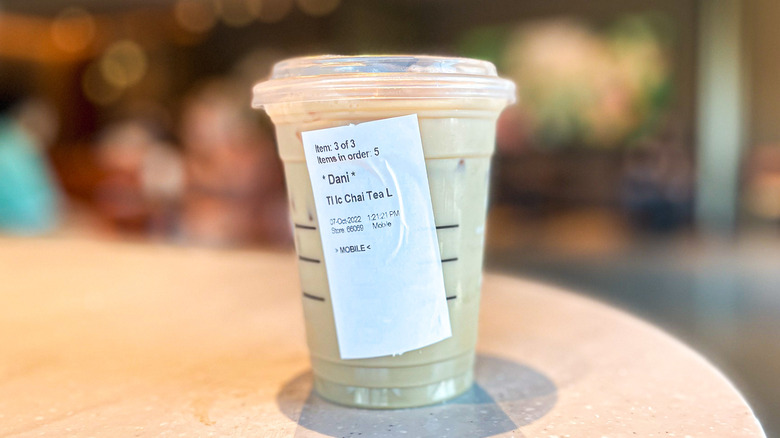 Item: 3 of 3
Items in order: 5
* Dani *
Tl Ic Chai Tea L
07-Oct-2022 1:21:21 PM
Store: 66069 Mobile
> MOBILE <